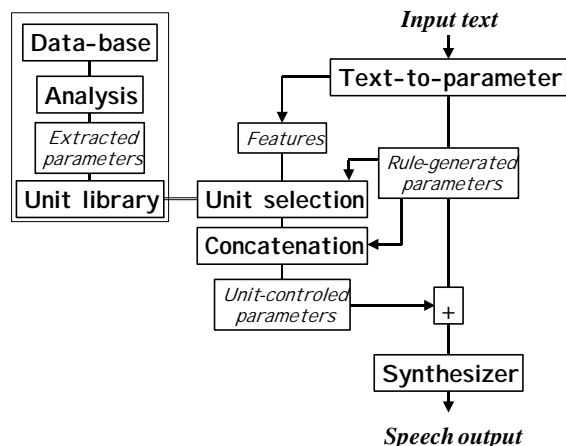 Input text
Data-base
Text-to-parameter
Analysis
Extracted
parameters
Features
Rule-generated
parameters
Unit library
Unit selection
Concatenation
Unit-controled
parameters
+
Synthesizer
Speech output